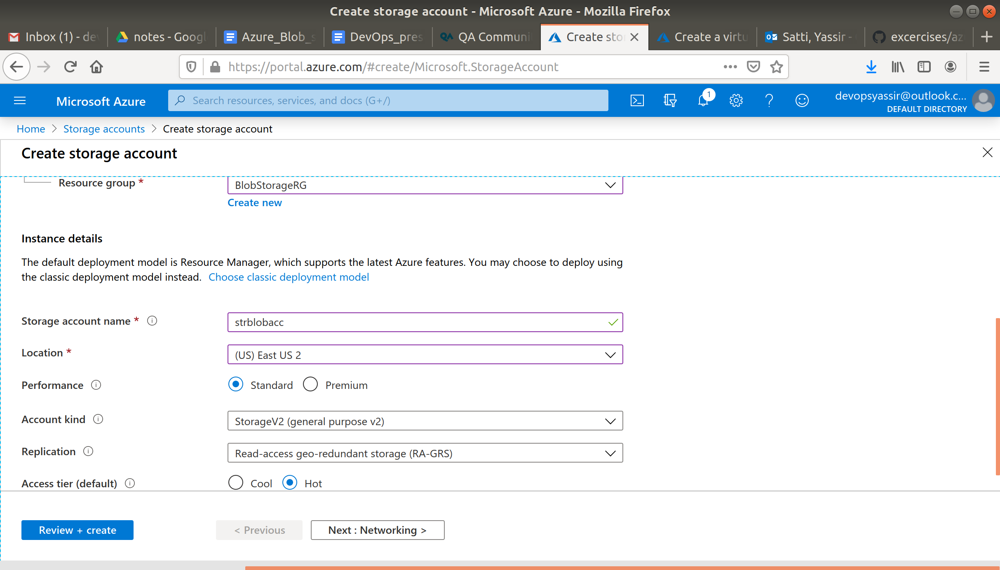 Create storage account - Microsoft Azure - Mozilla Firefox
Inbox (1) - de
notes - Googl
Azure_Blob_s
DevOps_pres
QA Communi
Create sto
Create a virtu
Satti, Yassir -
excercises/az
https://portal.azure.com/#create/Microsoft.StorageAccount
Microsoft Azure
Search resources, services, and docs (G+/)
1
devopsyassir@outlook.c...
DEFAULT DIRECTORY
Home > Storage accounts > Create storage account
Create storage account
Resource group *
BlobStorageRG
Create new
Instance details
The default deployment model is Resource Manager, which supports the latest Azure features. You may choose to deploy using
the classic deployment model instead. Choose classic deployment model
Storage account name *
strblobacc
Location *
(US) East US 2
Performance
Standard
Premium
Account kind
StorageV2 (general purpose v2)
Replication
Read-access geo-redundant storage (RA-GRS)
Access tier (default)
Cool
Hot
Review + create
< Previous
Next : Networking >